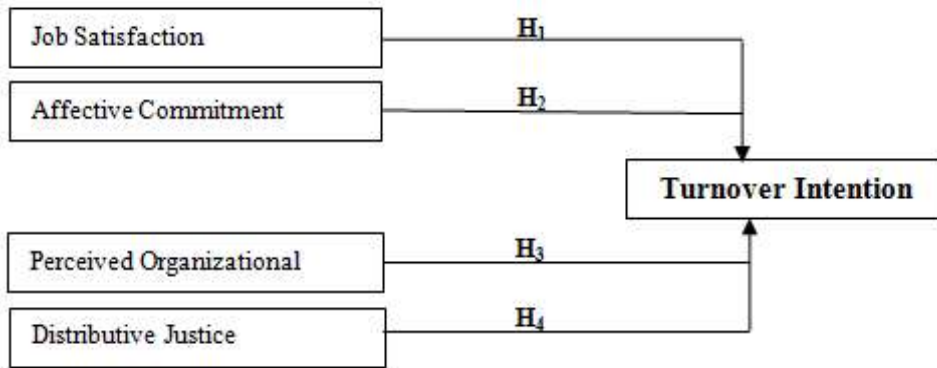 Job Satisfaction
H₁
Affective Commitment
H₂
Turnover Intention
Perceived Organizational
H₃
Distributive Justice
H₄